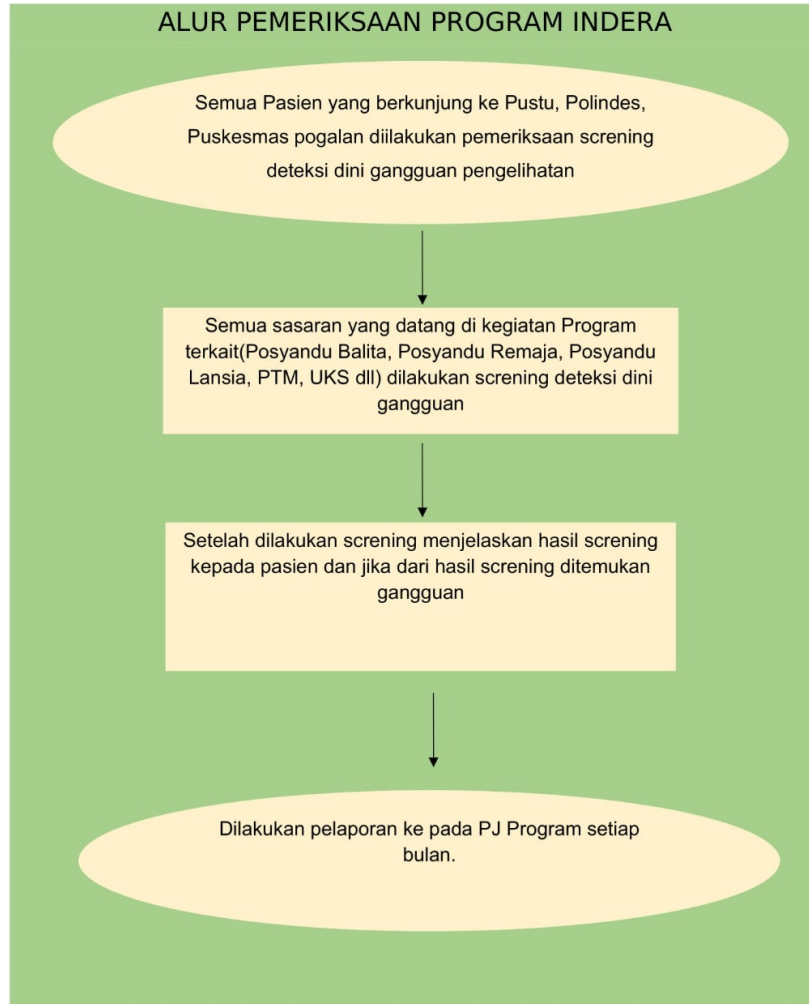 ALUR PEMERIKSAAN PROGRAM INDERA
Semua Pasien yang berkunjung ke Pustu, Polindes,
Puskesmas pogalan diilakukan pemeriksaan screning
deteksi dini gangguan pengelihatan
Semua sasaran yang datang di kegiatan Program
terkait(Posyandu Balita, Posyandu Remaja, Posyandu
Lansia, PTM, UKS dll) dilakukan screning deteksi dini
gangguan
Setelah dilakukan screning menjelaskan hasil screning
kepada pasien dan jika dari hasil screning ditemukan
gangguan
Dilakukan pelaporan ke pada PJ Program setiap
bulan.